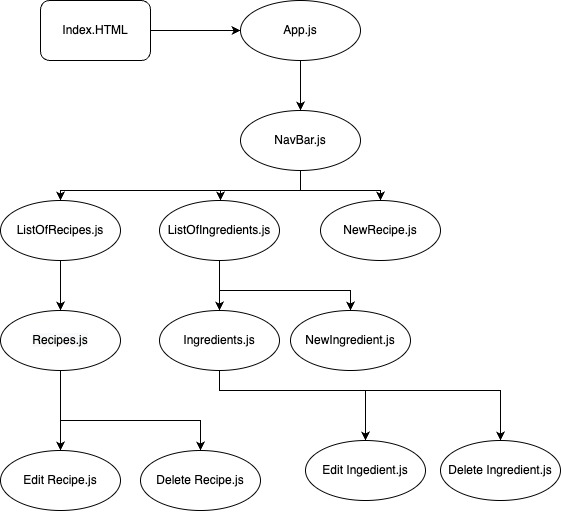 Index.HTML
App.js
NavBar.js
ListOfRecipes.js
ListOfIngredients.js
NewRecipe.js
Recipes.js
Ingredients.js
NewIngredient.js
Edit Recipe.js
Delete Recipe.js
Edit Ingedient.js
Delete Ingredient.js